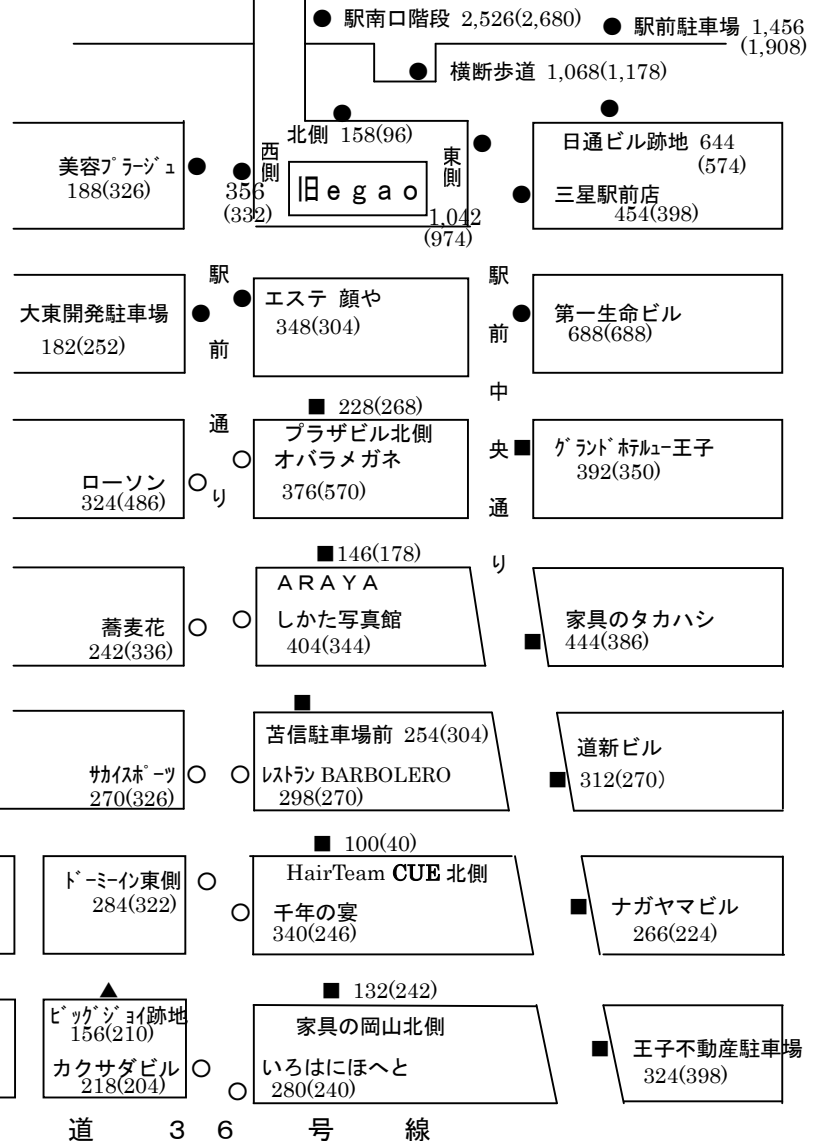 駅南口階段 2,526(2,680)
駅前駐車場 1,456
(1,908)
横断歩道 1,068(1,178)
北側 158(96)
西側
東側
旧ｅｇａｏ
356
(332)
1,042
(974)
美容プラージュ
188(326)
日通ビル跡地 644
(574)
三星駅前店
454(398)
駅前通り
駅前中央通り
大東開発駐車場
182(252)
エステ 顔や
348(304)
第一生命ビル
688(688)
228(268)
プラザビル北側
オバラメガネ
376(570)
ローソン
324(486)
グランドホテルニュー王子
392(350)
146(178)
ＡＲＡＹＡ
しかた写真館
404(344)
蕎麦花
242(336)
家具のタカハシ
444(386)
苫信駐車場前 254(304)
レストラン BARBOLERO
298(270)
サカイスポーツ
270(326)
道新ビル
312(270)
100(40)
HairTeam CUE 北側
千年の宴
340(246)
ドーミーイン東側
284(322)
ナガヤマビル
266(224)
132(242)
家具の岡山北側
いろはにほへと
280(240)
ビッグジョイ跡地
156(210)
カクサダビル
218(204)
王子不動産駐車場
324(398)
道 ３６ 号 線